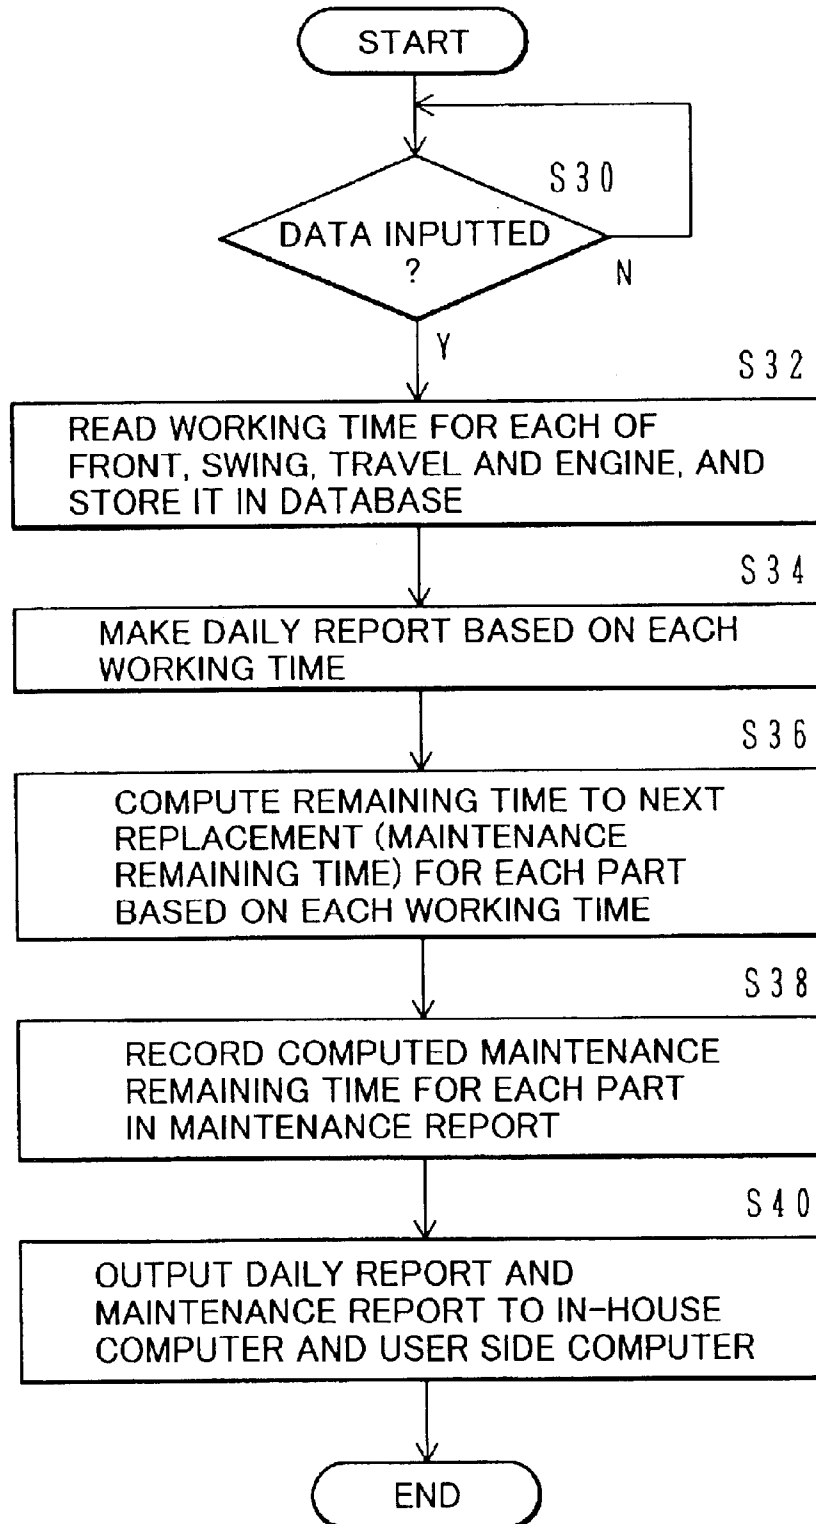 START
S30
DATA INPUTTED
?
N
Y
S32
READ WORKING TIME FOR EACH OF
FRONT, SWING, TRAVEL AND ENGINE, AND
STORE IT IN DATABASE
S34
MAKE DAILY REPORT BASED ON EACH
WORKING TIME
S36
COMPUTE REMAINING TIME TO NEXT
REPLACEMENT (MAINTENANCE
REMAINING TIME) FOR EACH PART
BASED ON EACH WORKING TIME
S38
RECORD COMPUTED MAINTENANCE
REMAINING TIME FOR EACH PART
IN MAINTENANCE REPORT
S40
OUTPUT DAILY REPORT AND
MAINTENANCE REPORT TO IN-HOUSE
COMPUTER AND USER SIDE COMPUTER
END